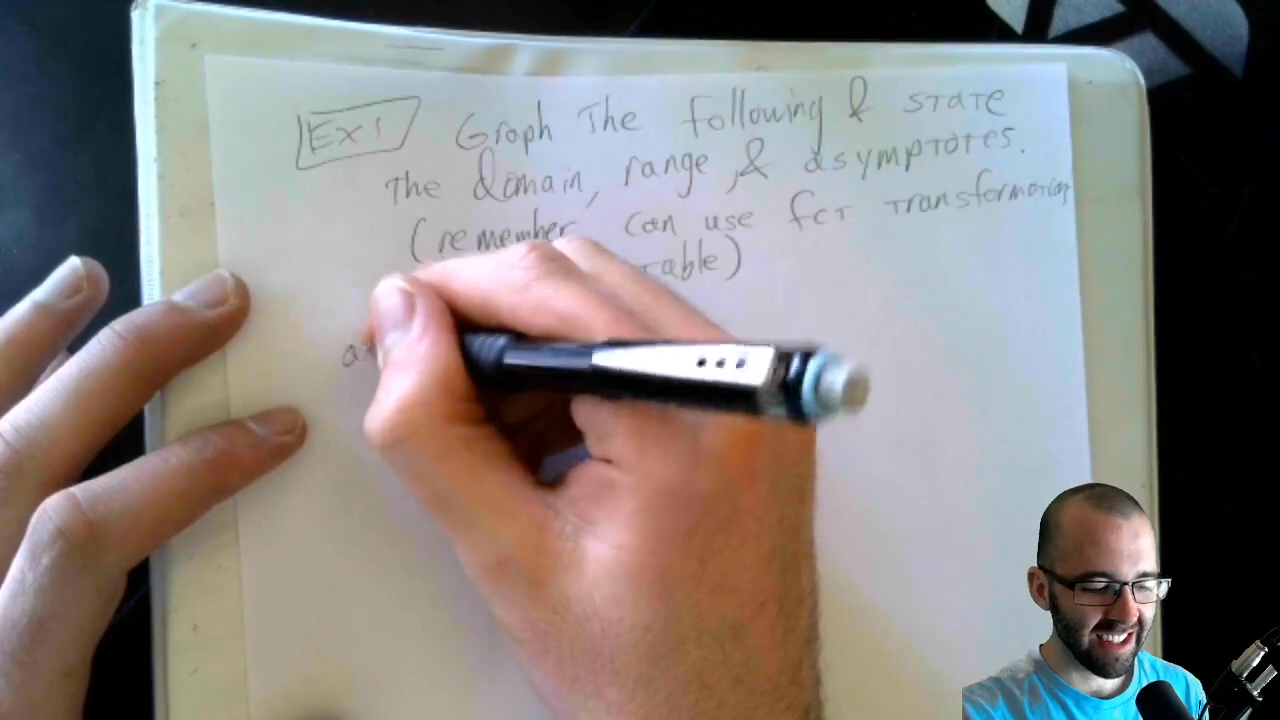 Ex 1 Graph The following & STATE
The domain, range, & asymptotes.
(remember can use fct transformation
table)
a